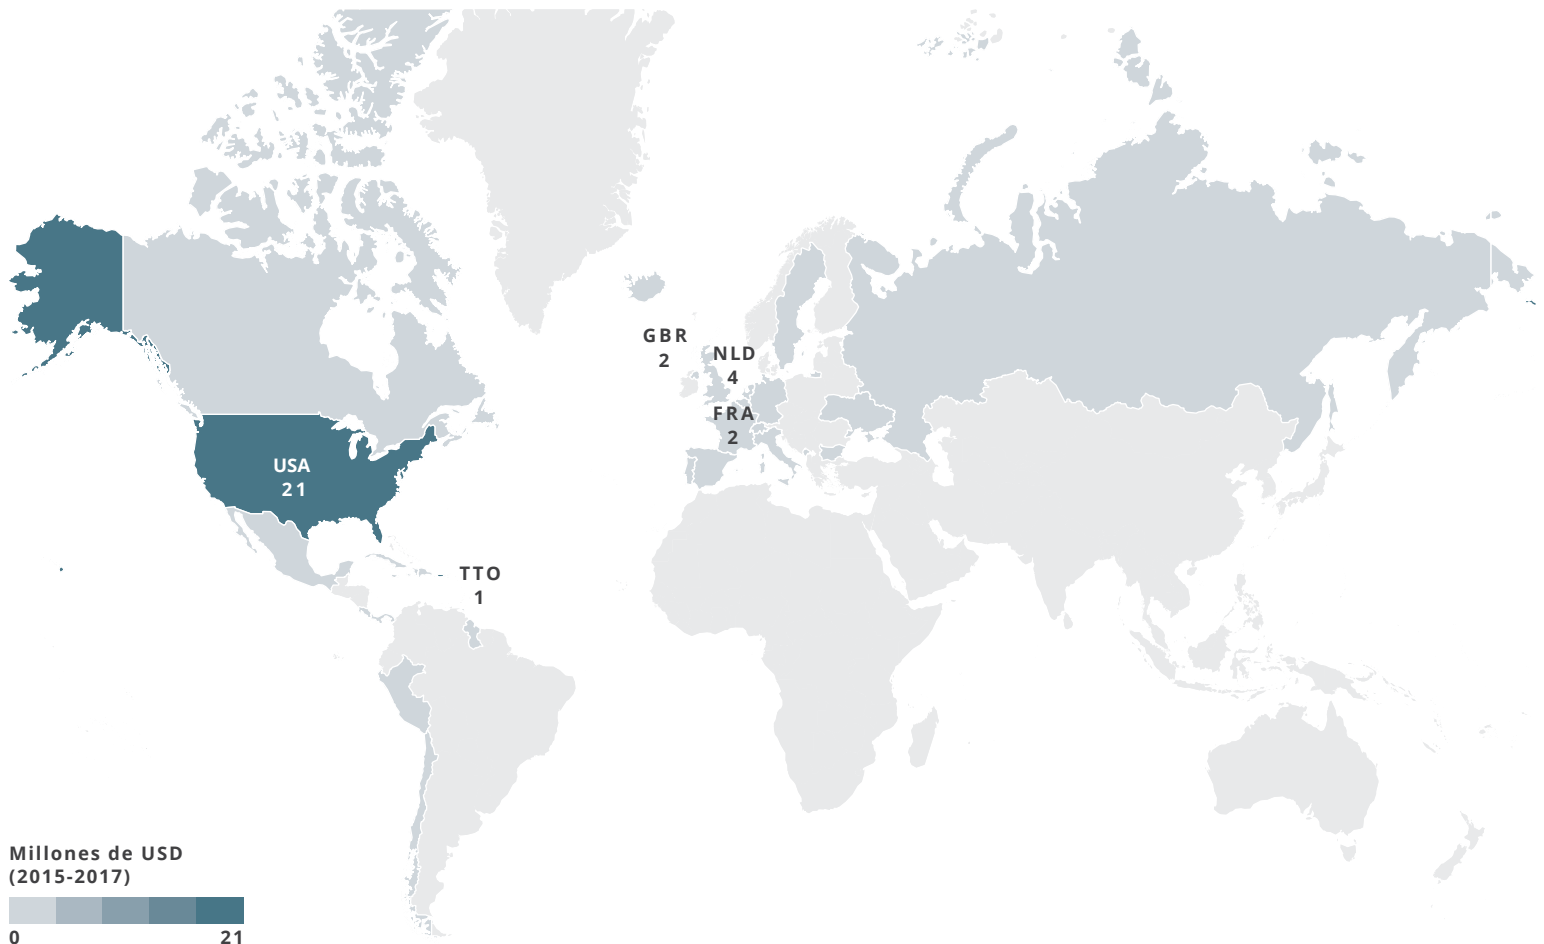 GBR
2
NLD
4
FRA
2
USA
21
TTO
1
Millones de USD
(2015-2017)
0 21